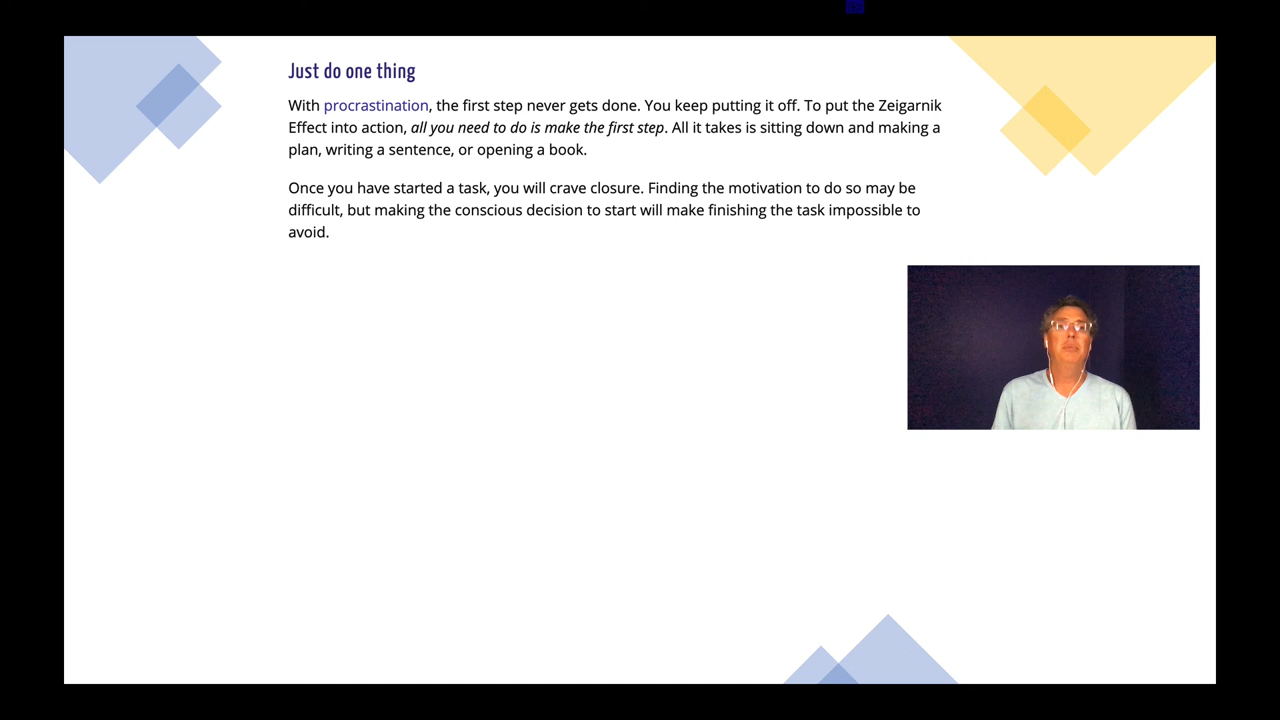 Just do one thing
With procrastination, the first step never gets done. You keep putting it off. To put the Zeigarnik
Effect into action, all you need to do is make the first step. All it takes is sitting down and making a
plan, writing a sentence, or opening a book.
Once you have started a task, you will crave closure. Finding the motivation to do so may be
difficult, but making the conscious decision to start will make finishing the task impossible to
avoid.